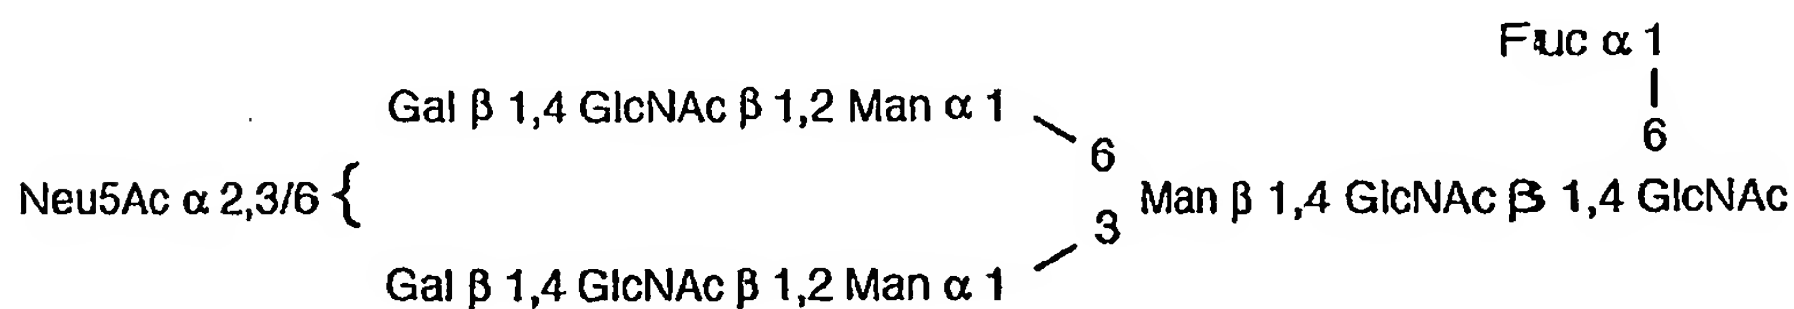 Fuc α 1
6
Gal β 1,4 GlcNAc β 1,2 Man α 1
6
Neu5Ac α 2,3/6 {
Man β 1,4 GlcNAc β 1,4 GlcNAc
3
Gal β 1,4 GlcNAc β 1,2 Man α 1